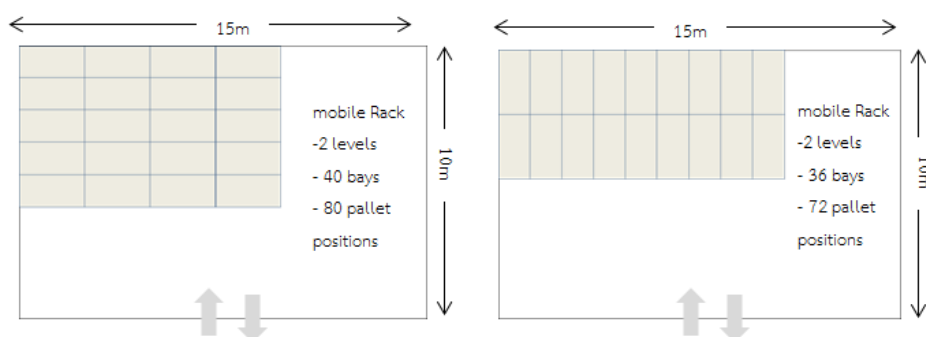 15m
mobile Rack
-2 levels
- 40 bays
- 80 pallet
positions
10m
15m
mobile Rack
-2 levels
- 36 bays
- 72 pallet
positions
10m